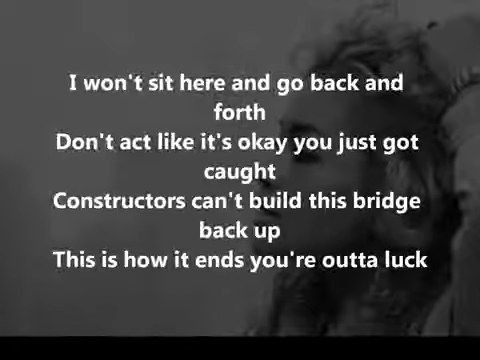 I won't sit here and go back and
forth
Don't act like it's okay you just got
caught
Constructors can't build this bridge
back up
This is how it ends you're outta luck